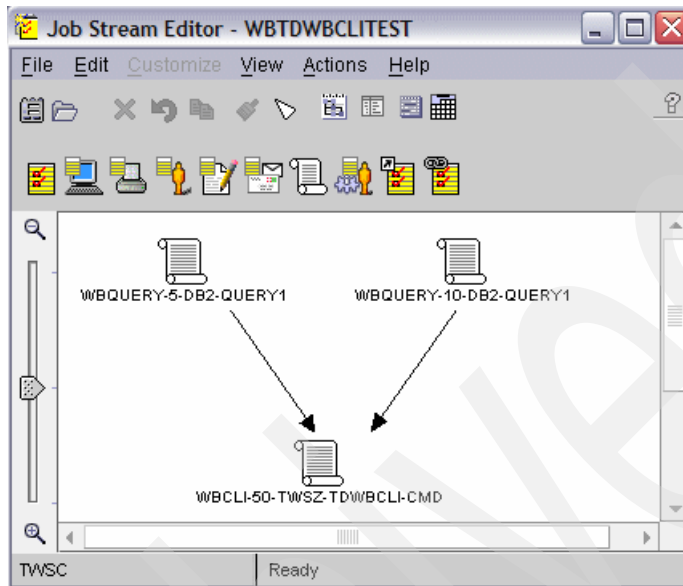 Job Stream Editor - WBTDWBCLITEST
File Edit Customize View Actions Help
WBQUERY-5-DB2-QUERY1 WBQUERY-10-DB2-QUERY1
WBCLI-50-TWSZ-TDWBCLI-CMD
TWSC Ready